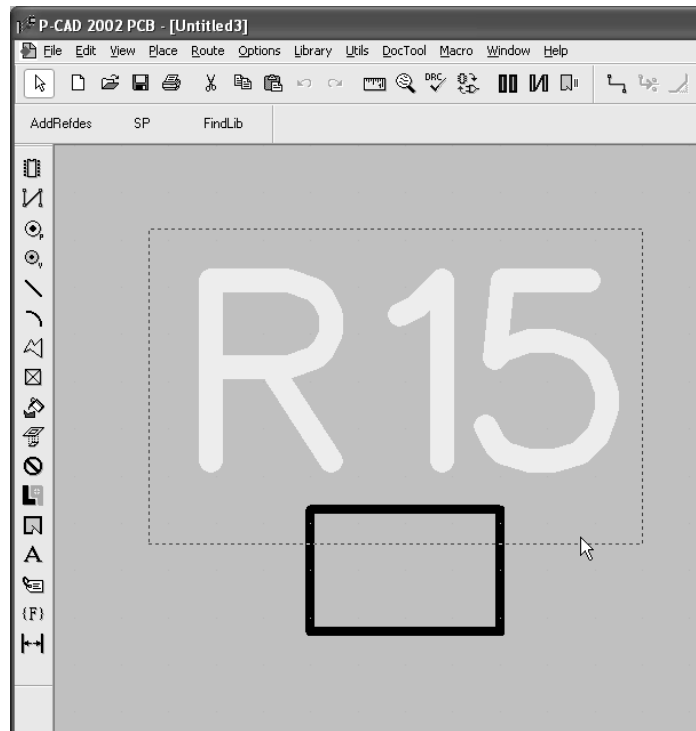 P-CAD 2002 PCB - [Untitled3]
File Edit View Place Route Options Library Utils DocTool Macro Window Help
DRC
AddRefdes SP FindLib
P
V
R15
A
{F}